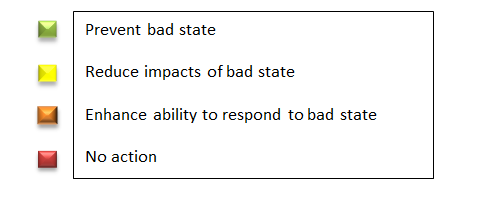 Prevent bad state
Reduce impacts of bad state
Enhance ability to respond to bad state
No action